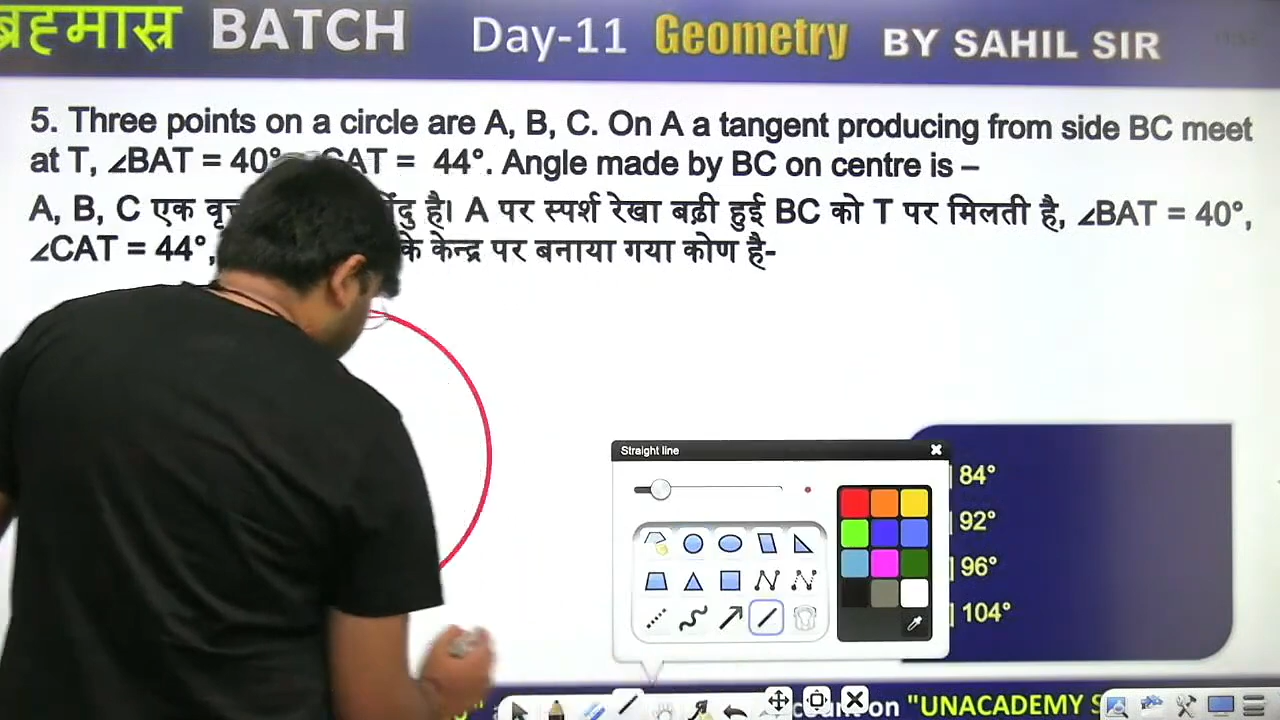 ब्रह्मास्त्र BATCH Day-11 Geometry BY SAHIL SIR
5. Three points on a circle are A, B, C. On A a tangent producing from side BC meet
at T, ∠BAT = 40° CAT = 44°. Angle made by BC on centre is –
A, B, C एक है। A पर स्पर्श रेखा बढ़ी हुई BC को T पर मिलती है, ∠BAT = 40°,
∠CAT = 44°, के केन्द्र पर बनाया गया कोण है-
Straight line
84°
92°
96°
104°
on "UNACADEMY S